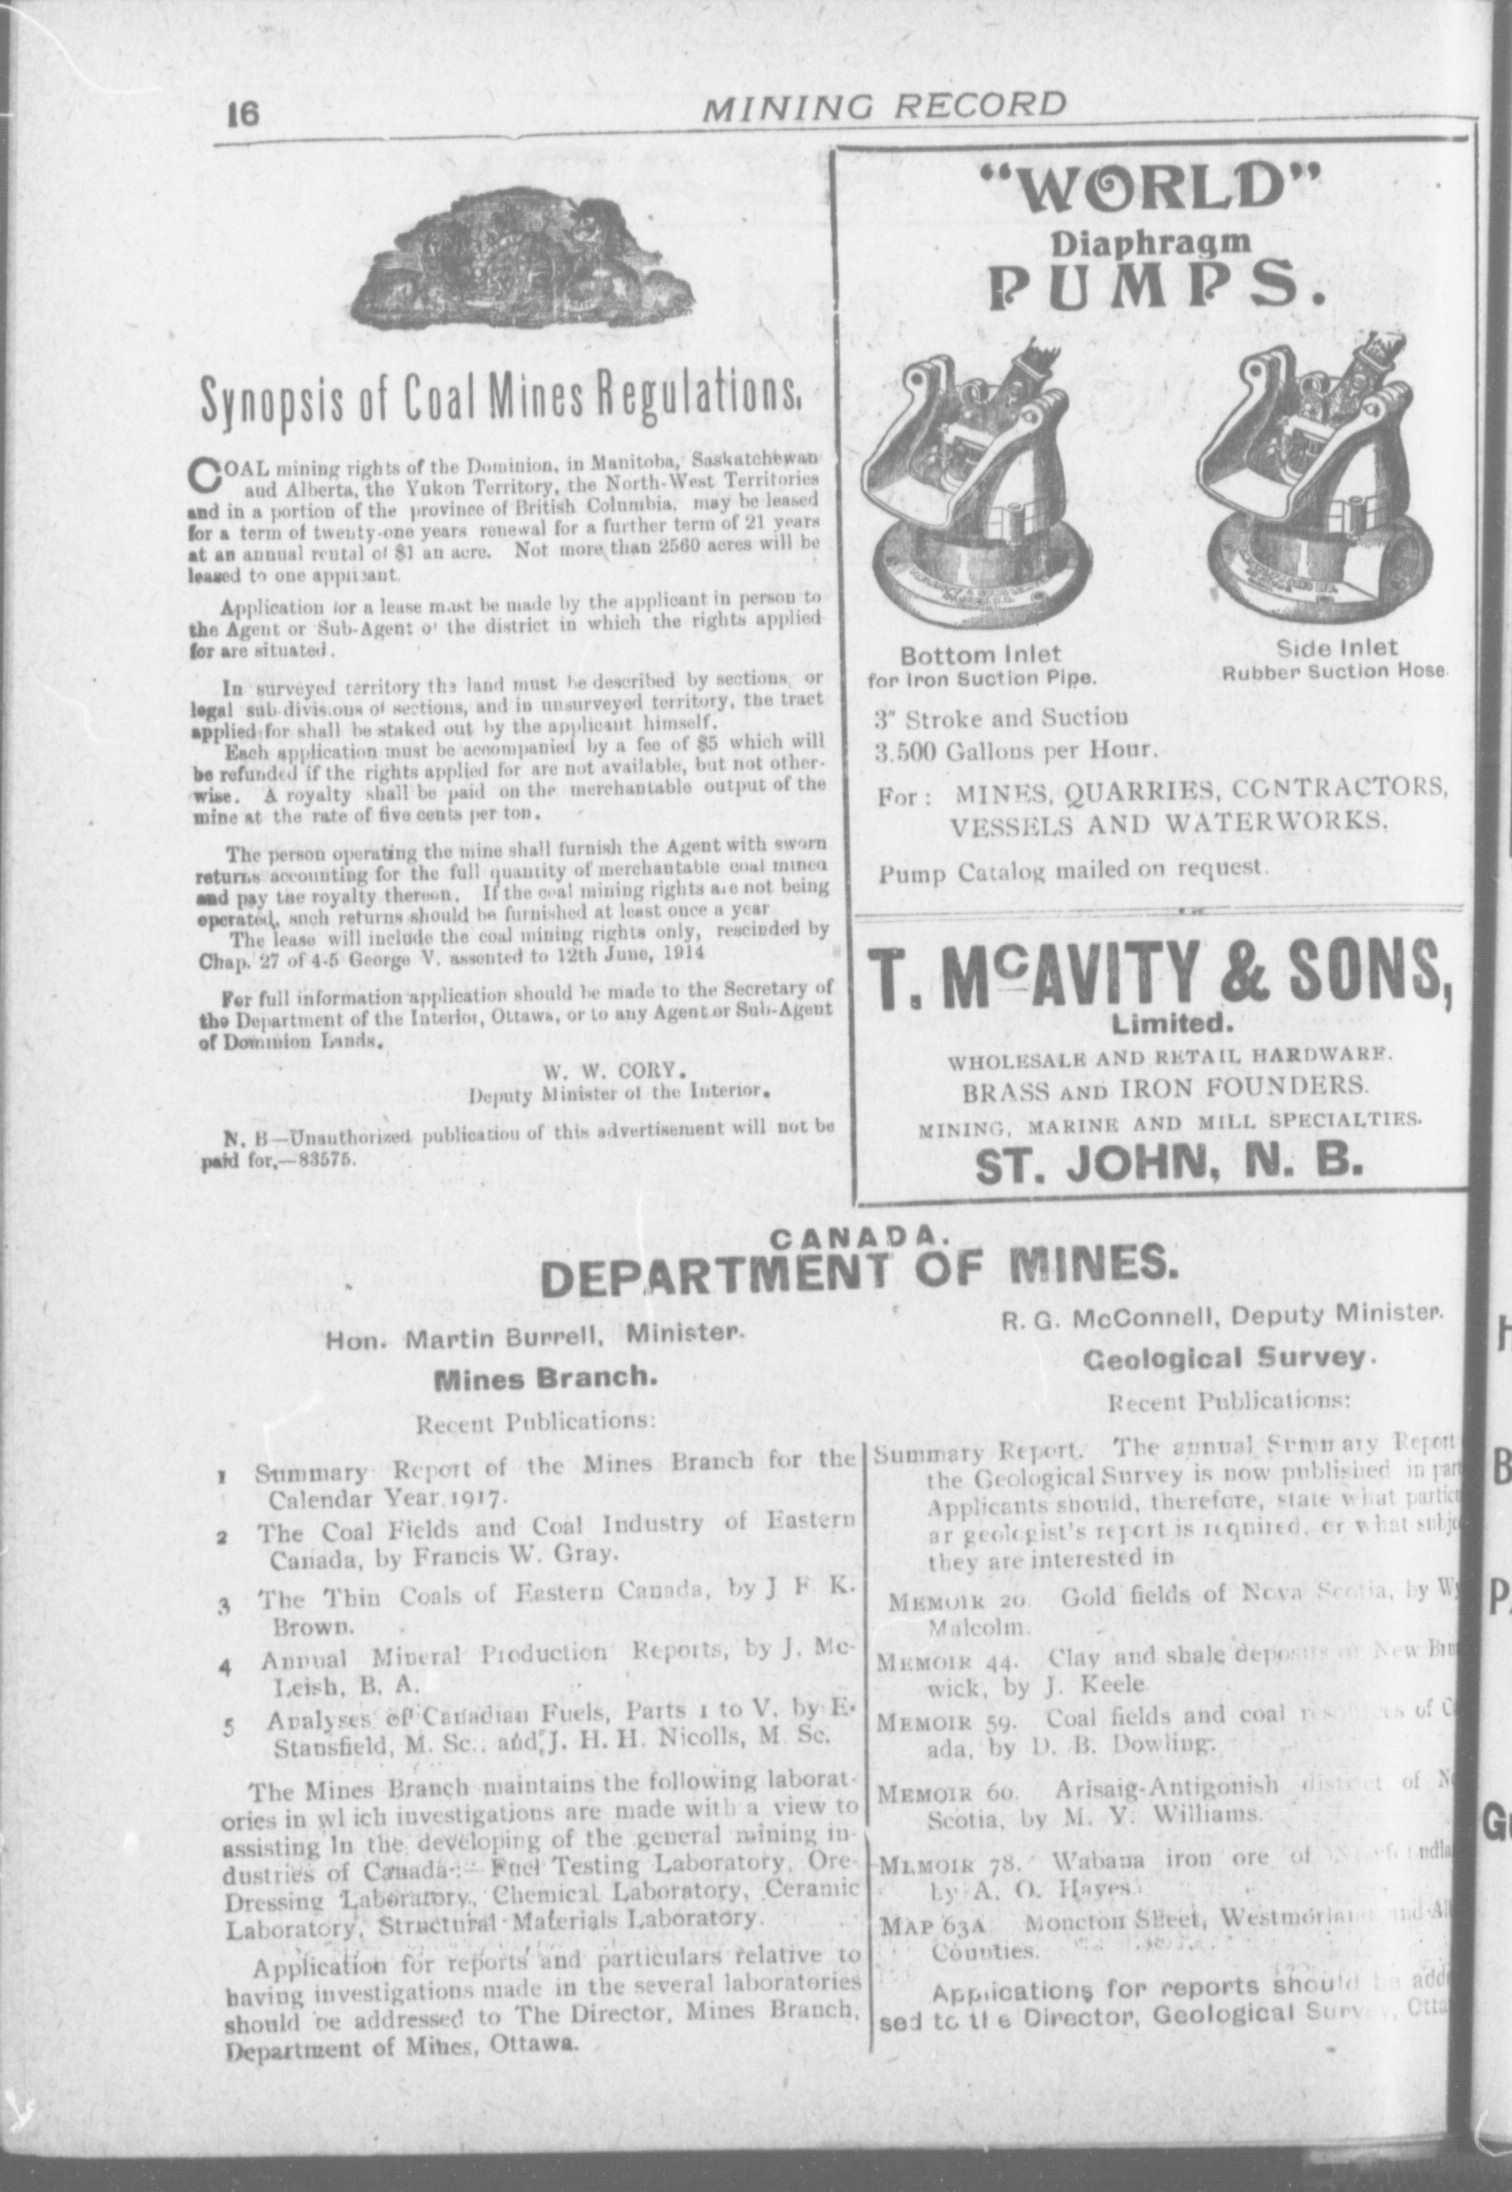 16
MINING RECORD
Synopsis of Coal Mines Regulations.
COAL mining rights of the Dominion, in Manitoba, Saskatchewan
aud Alberta, the Yukon Territory, the North-West Territories
and in a portion of the province of British Columbia, may be leased
for a term of twenty-one years renewal for a further term of 21 years
at an annual rental of $1 an acre. Not more than 2560 acres will be
leased to one applicant.
Application for a lease must be made by the applicant in person to
the Agent or Sub-Agent of the district in which the rights applied
for are situated.
In surveyed territory the land must be described by sections, or
legal sub-divisions of sections, and in unsurveyed territory, the tract
applied for shall be staked out by the applicant himself.
Each application must be accompanied by a fee of $5 which will
be refunded if the rights applied for are not available, but not other-
wise. A royalty shall be paid on the merchantable output of the
mine at the rate of five cents per ton.
The person operating the mine shall furnish the Agent with sworn
returns accounting for the full quantity of merchantable coal mined
and pay the royalty thereon. If the coal mining rights are not being
operated, such returns should be furnished at least once a year
The lease will include the coal mining rights only, rescinded by
Chap. 27 of 4-5 George V. assented to 12th June, 1914
For full information application should be made to the Secretary of
the Department of the Interior, Ottawa, or to any Agent or Sub-Agent
of Dominion Lands.
W. W. CORY.
Deputy Minister of the Interior.
N. B—Unauthorized publication of this advertisement will not be
paid for,—83575.
"WORLD"
Diaphragm
PUMPS.
Bottom Inlet
for Iron Suction Pipe.
Side Inlet
Rubber Suction Hose.
3" Stroke and Suction
3.500 Gallons per Hour.
For: MINES, QUARRIES, CONTRACTORS,
VESSELS AND WATERWORKS.
Pump Catalog mailed on request.
T. McAVITY & SONS,
Limited.
WHOLESALE AND RETAIL HARDWARE.
BRASS AND IRON FOUNDERS.
MINING, MARINE AND MILL SPECIALTIES.
ST. JOHN, N. B.
CANADA.
DEPARTMENT OF MINES.
Hon. Martin Burrell, Minister.
Mines Branch.
Recent Publications:
1 Summary Report of the Mines Branch for the
Calendar Year 1917.
2 The Coal Fields and Coal Industry of Eastern
Canada, by Francis W. Gray.
3 The Thin Coals of Eastern Canada, by J F K.
Brown.
4 Annual Mineral Production Reports, by J. Mc-
Leish, B. A.
5 Analyses of Canadian Fuels, Parts 1 to V. by E.
Stansfield, M. Sc., and J. H. H. Nicolls, M. Sc.
The Mines Branch maintains the following laborat-
ories in which investigations are made with a view to
assisting In the developing of the general mining in-
dustries of Canada:— Fuel Testing Laboratory, Ore-
Dressing Laboratory, Chemical Laboratory, Ceramic
Laboratory, Structural Materials Laboratory.
Application for reports and particulars relative to
having investigations made in the several laboratories
should be addressed to The Director, Mines Branch,
Department of Mines, Ottawa.
R. G. McConnell, Deputy Minister.
Geological Survey.
Recent Publications:
Summary Report. The annual Summary Report
the Geological Survey is now published in par
Applicants should, therefore, state what partic
ar geologist's report is required, or what subj
they are interested in
MEMOIR 20. Gold fields of Nova Scotia, by Wy
Malcolm.
MEMOIR 44. Clay and shale deposits of New Brun
wick, by J. Keele
MEMOIR 59. Coal fields and coal resources of C
ada, by D. B. Dowling.
MEMOIR 60. Arisaig-Antigonish district of N
Scotia, by M. Y. Williams.
MEMOIR 78. Wabana iron ore of Newfoundla
by A. O. Hayes.
MAP 63A Moncton Sheet, Westmorland and Al
Counties.
Applications for reports should be add
sed to the Director, Geological Survey, Otta